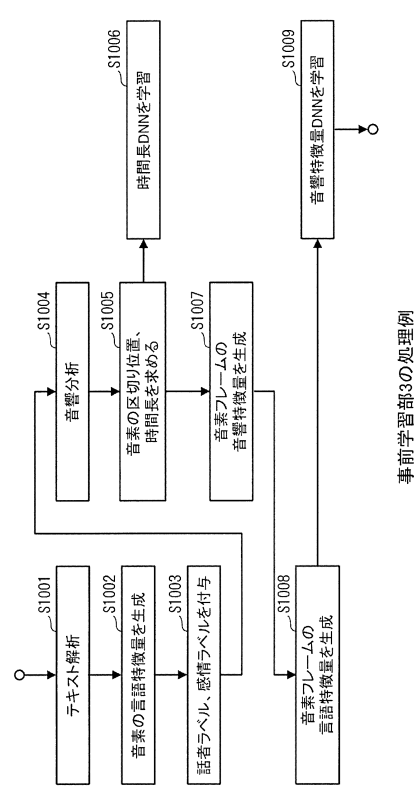 S1001
テキスト解析
S1002
音素の言語特徴量を生成
S1003
話者ラベル、感情ラベルを付与
S1004
音響分析
S1005
音素の区切り位置、
時間長を求める
S1006
時間長DNNを学習
S1007
音素フレームの
音響特徴量を生成
S1008
音素フレームの
言語特徴量を生成
S1009
音響特徴量DNNを学習
事前学習部3の処理例